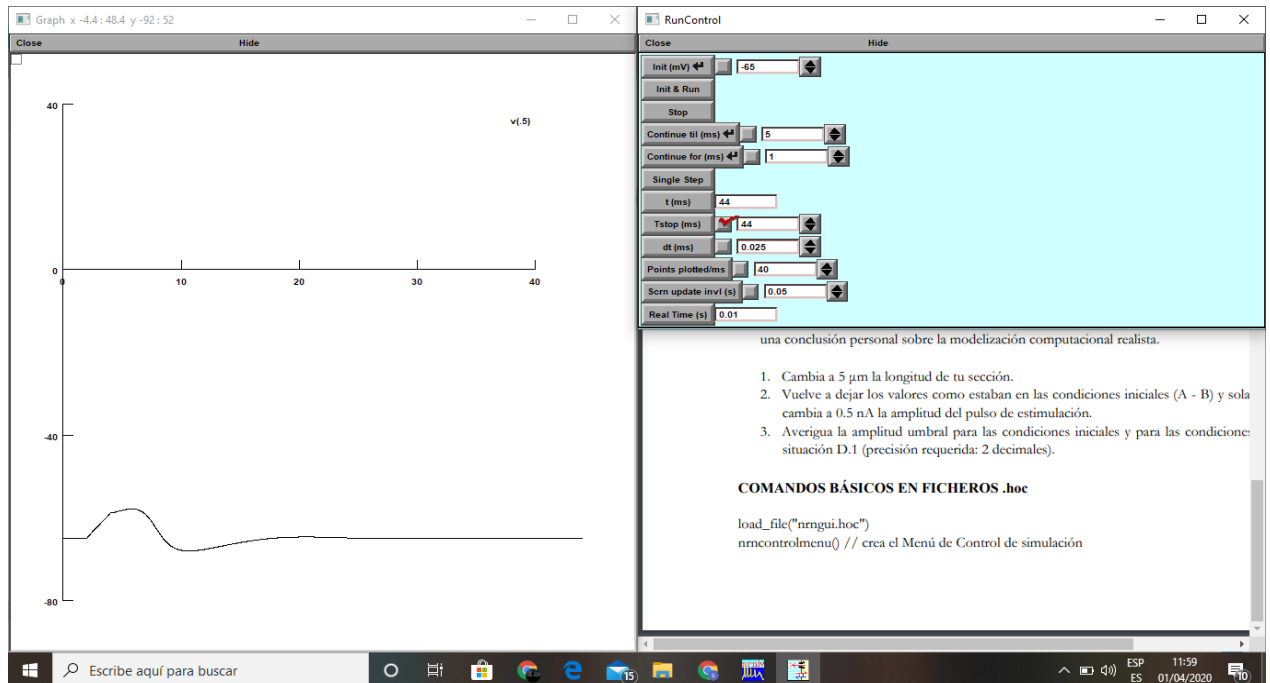 Graph x -4.4 : 48.4 y -92 : 52
Close Hide
40
v(.5)
0
0 10 20 30 40
-40
-80
RunControl
Close Hide
Init (mV) -65
Init & Run
Stop
Continue til (ms) 5
Continue for (ms) 1
Single Step
t (ms) 44
Tstop (ms) 44
dt (ms) 0.025
Points plotted/ms 40
Scrn update invl (s) 0.05
Real Time (s) 0.01
una conclusión personal sobre la modelización computacional realista.
1. Cambia a 5 µm la longitud de tu sección.
2. Vuelve a dejar los valores como estaban en las condiciones iniciales (A - B) y sola
cambia a 0.5 nA la amplitud del pulso de estimulación.
3. Averigua la amplitud umbral para las condiciones iniciales y para las condicione
situación D.1 (precisión requerida: 2 decimales).
COMANDOS BÁSICOS EN FICHEROS .hoc
load_file("nrngui.hoc")
nrncontrolmenu() // crea el Menú de Control de simulación
Escribe aquí para buscar
15
ESP
ES
11:59
01/04/2020
10